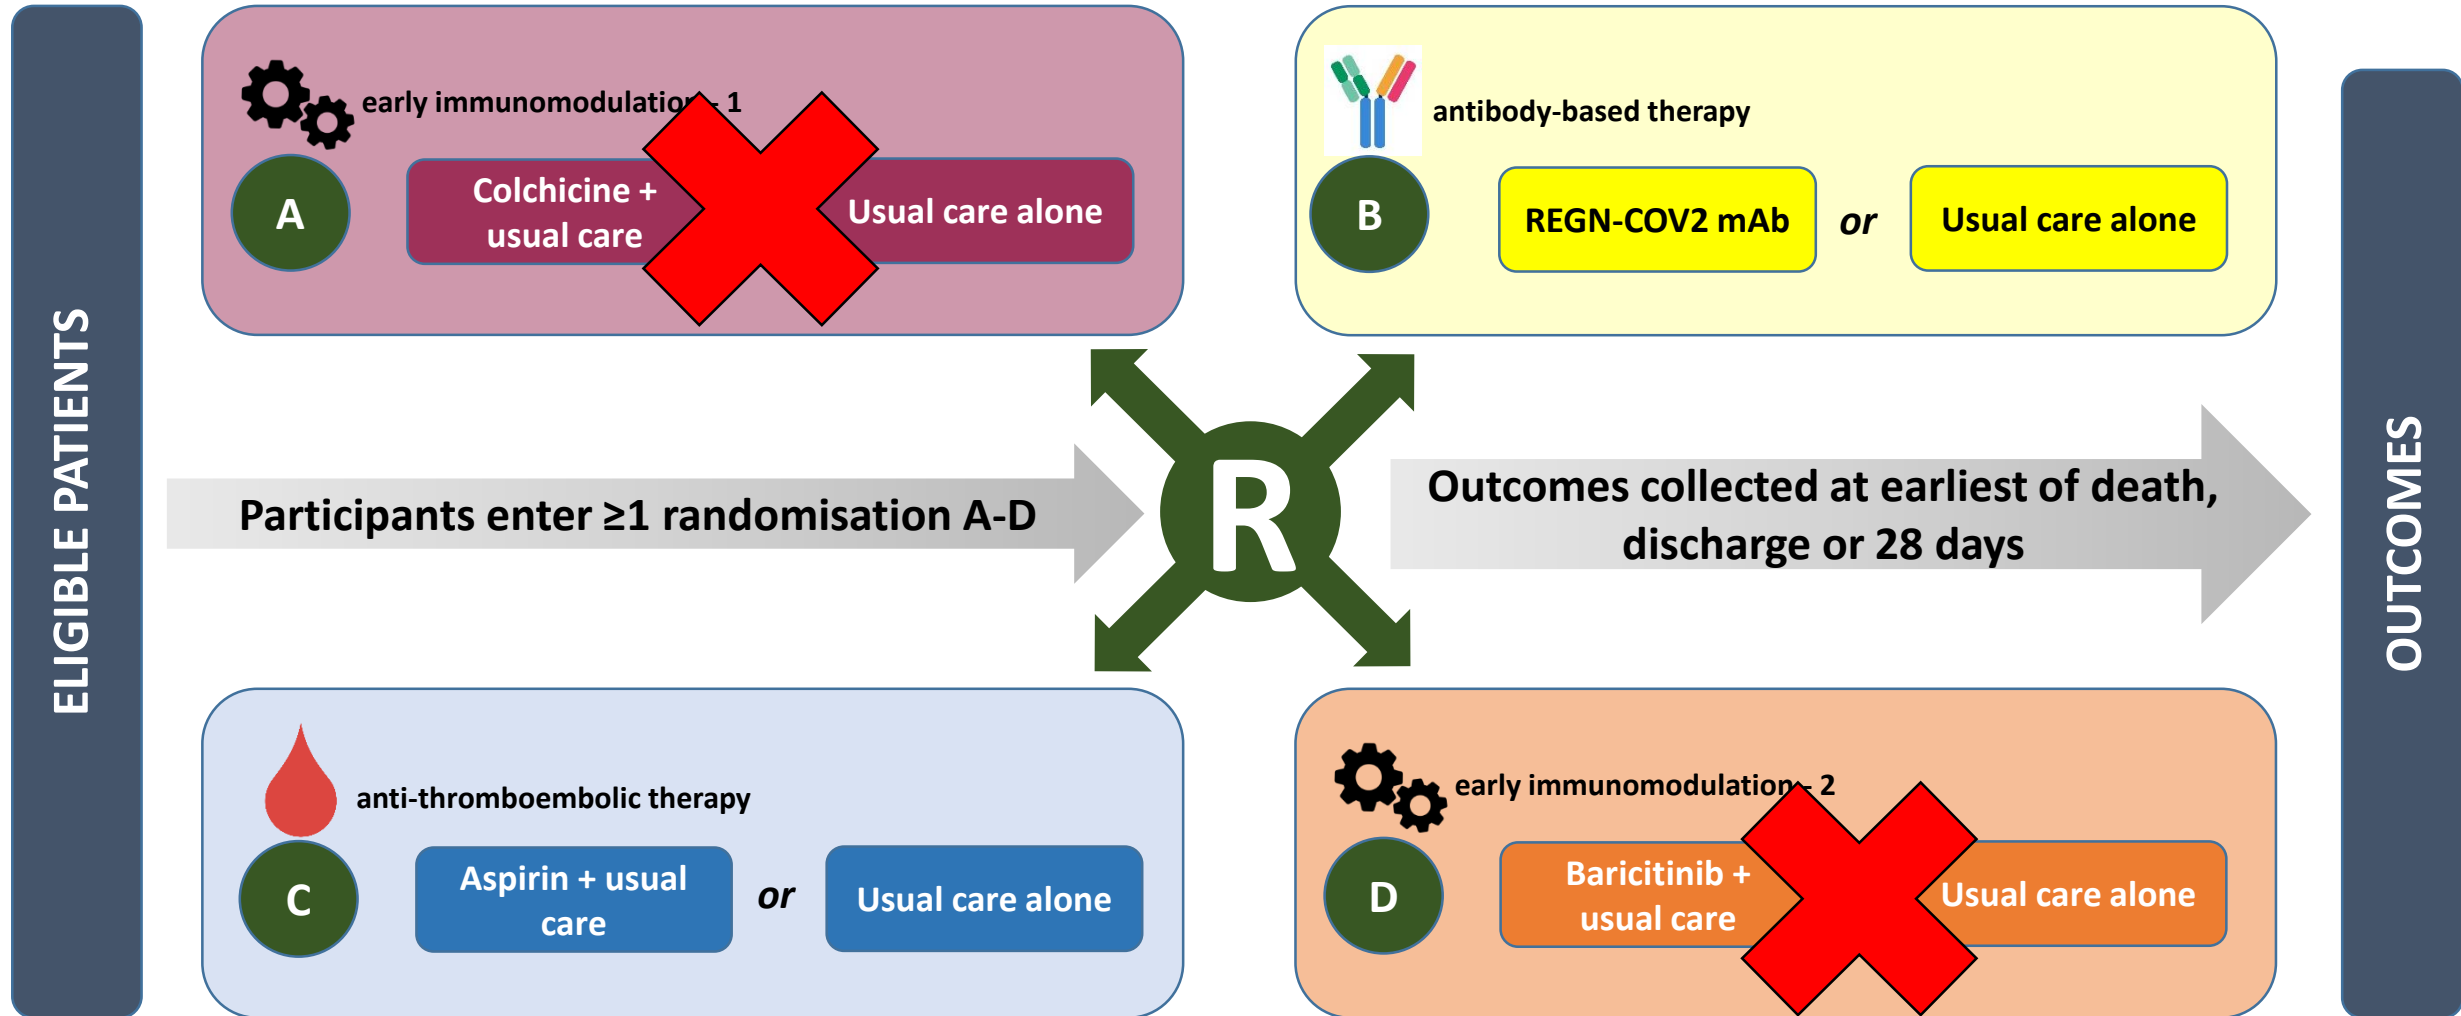 ELIGIBLE PATIENTS
early immunomodulation - 1
A
Colchicine +
usual care
Usual care alone
antibody-based therapy
B
REGN-COV2 mAb
or
Usual care alone
Participants enter ≥1 randomisation A-D
R
Outcomes collected at earliest of death,
discharge or 28 days
anti-thromboembolic therapy
C
Aspirin + usual
care
or
Usual care alone
early immunomodulation - 2
D
Baricitinib +
usual care
Usual care alone
OUTCOMES